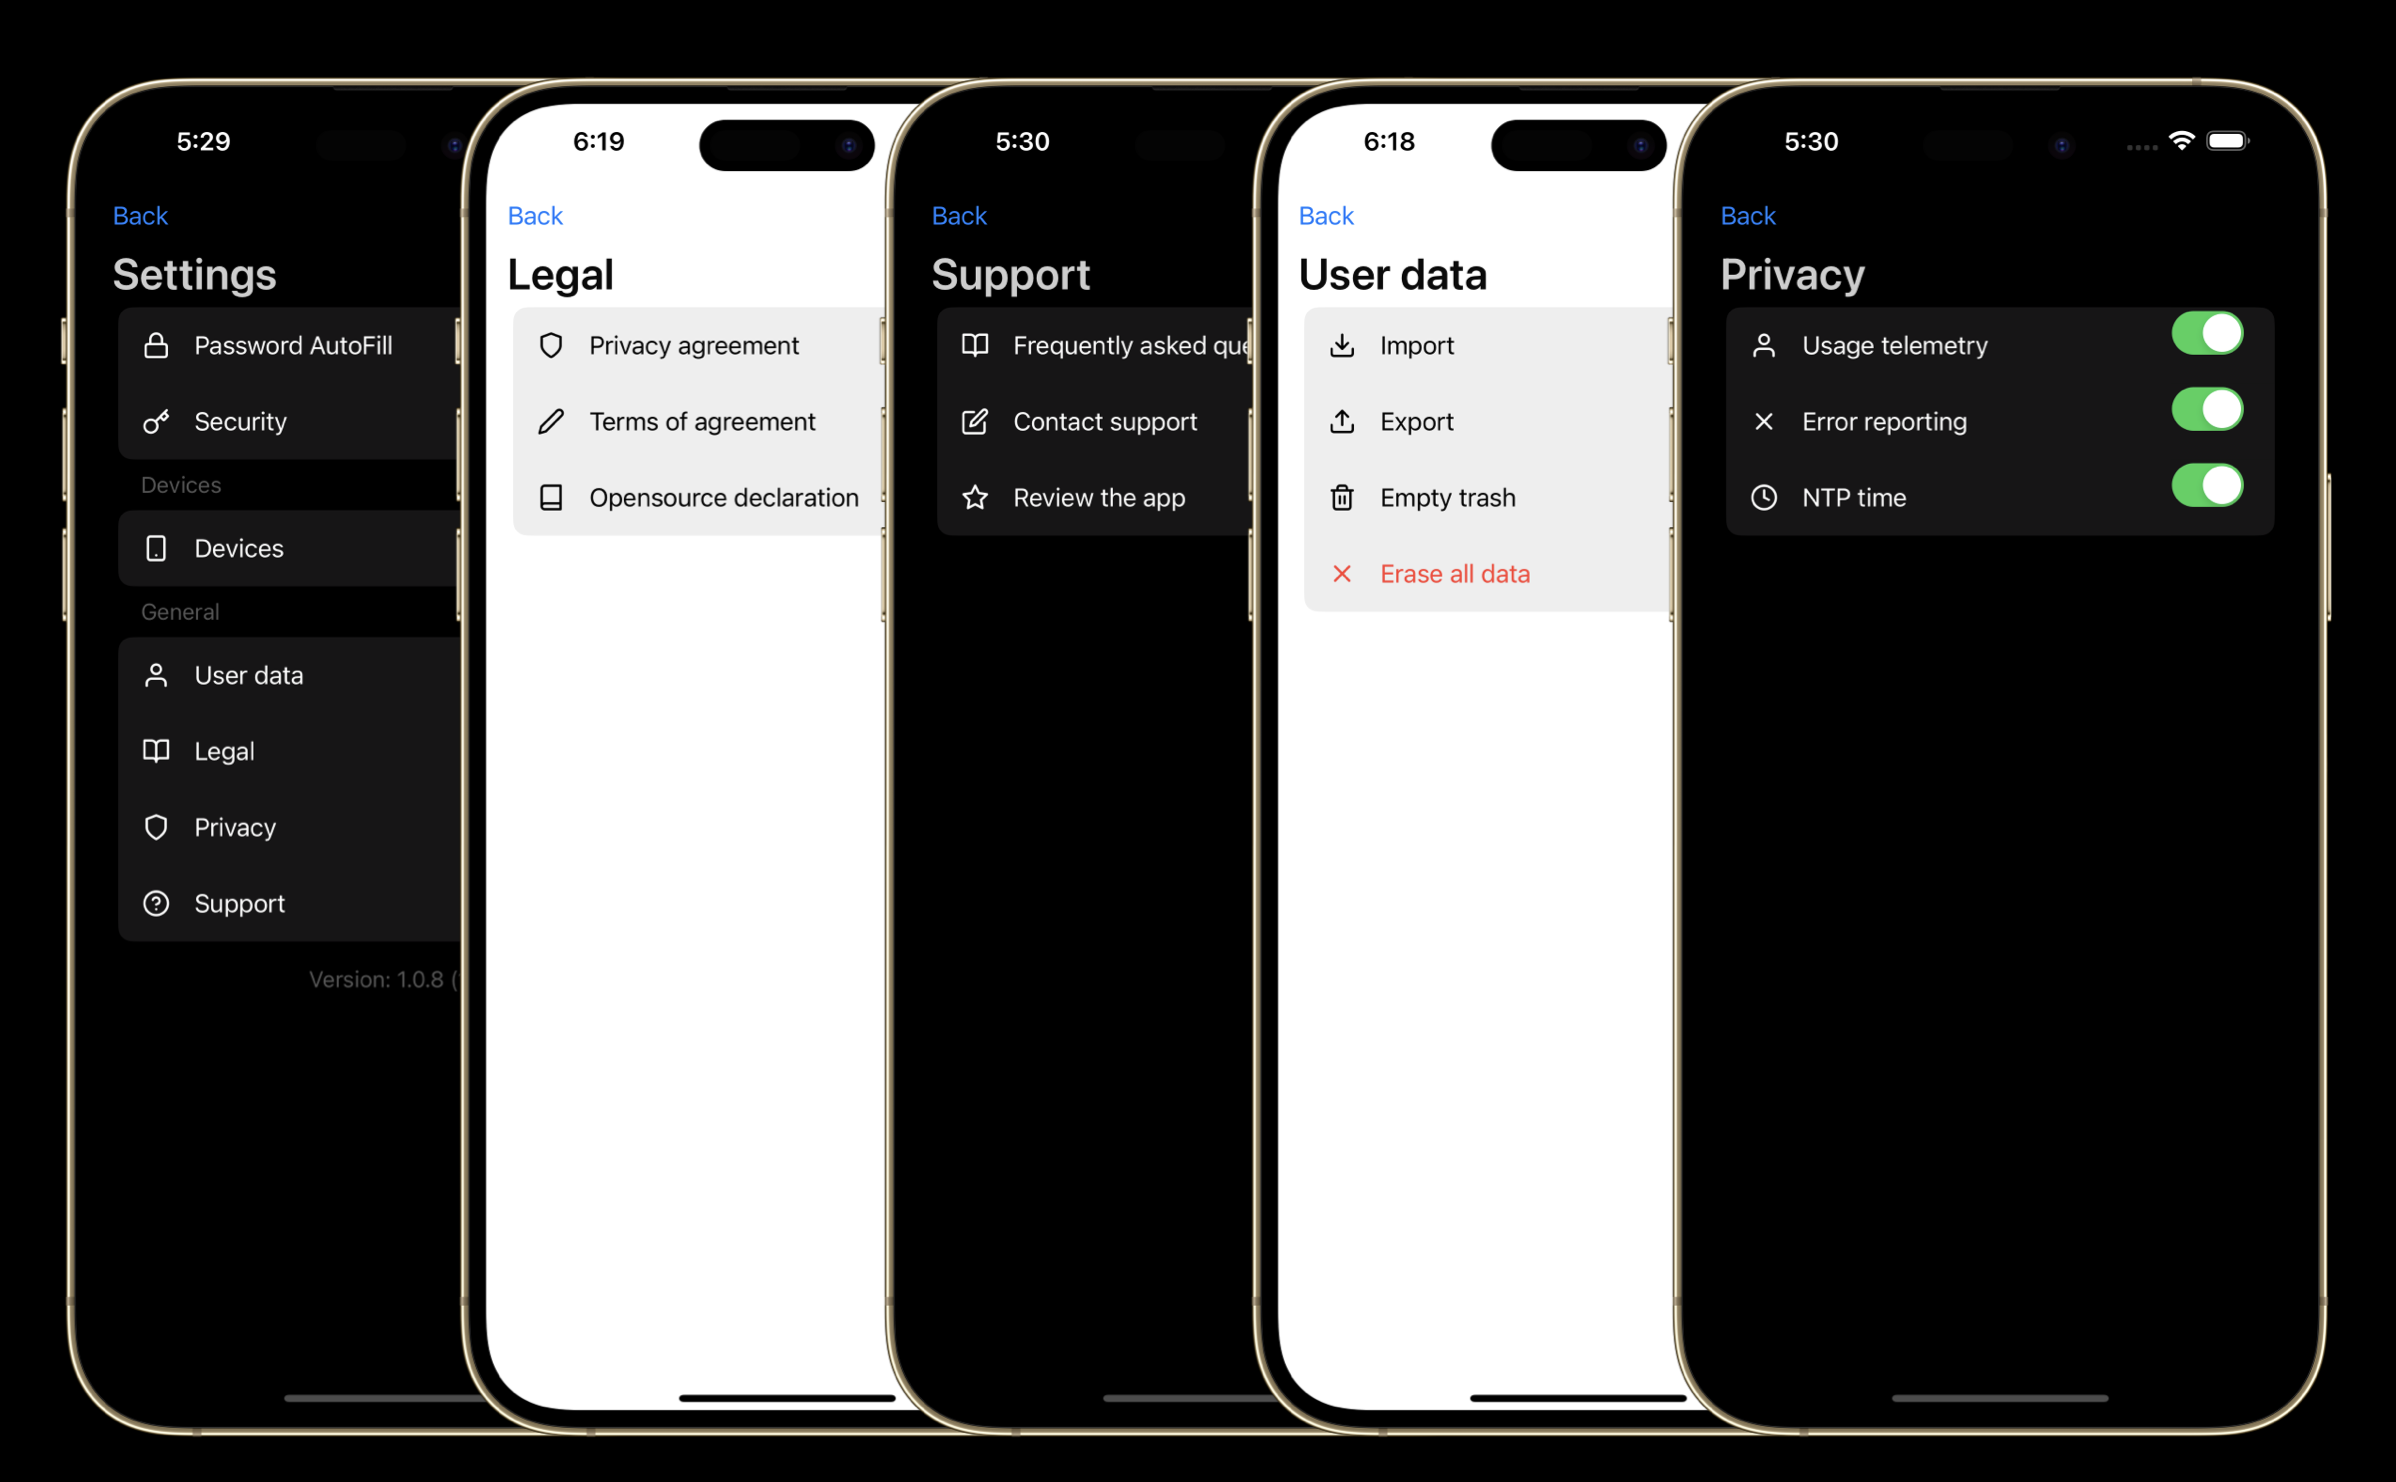 5:29
Back
Settings
Password AutoFill
Security
Devices
Devices
General
User data
Legal
Privacy
Support
Version: 1.0.8 (
6:19
Back
Legal
Privacy agreement
Terms of agreement
Opensource declaration
5:30
Back
Support
Frequently asked que
Contact support
Review the app
6:18
Back
User data
Import
Export
Empty trash
Erase all data
5:30
Back
Privacy
Usage telemetry
Error reporting
NTP time